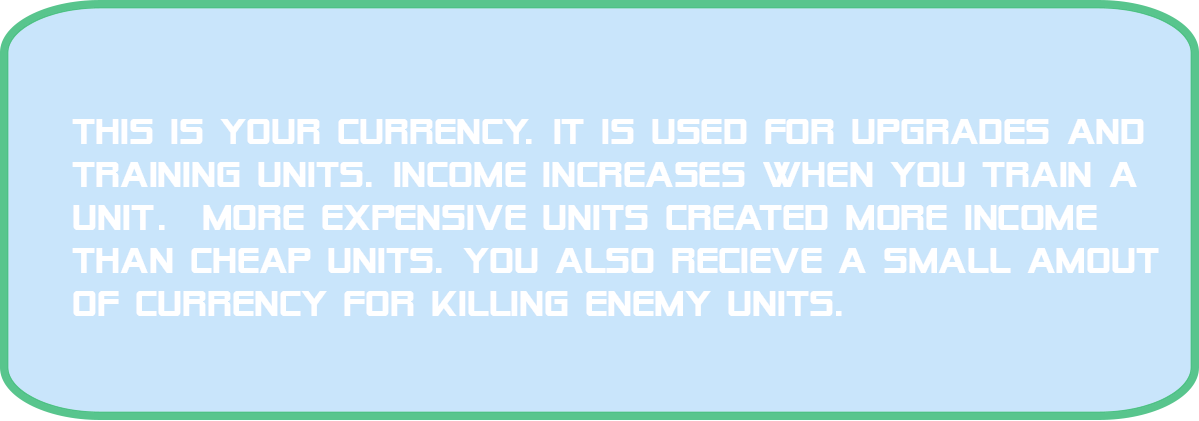 THIS IS YOUR CURRENCY. IT IS USED FOR UPGRADES AND
TRAINING UNITS. INCOME INCREASES WHEN YOU TRAIN A
UNIT.  MORE EXPENSIVE UNITS CREATED MORE INCOME
THAN CHEAP UNITS. YOU ALSO RECIEVE A SMALL AMOUT
OF CURRENCY FOR KILLING ENEMY UNITS.